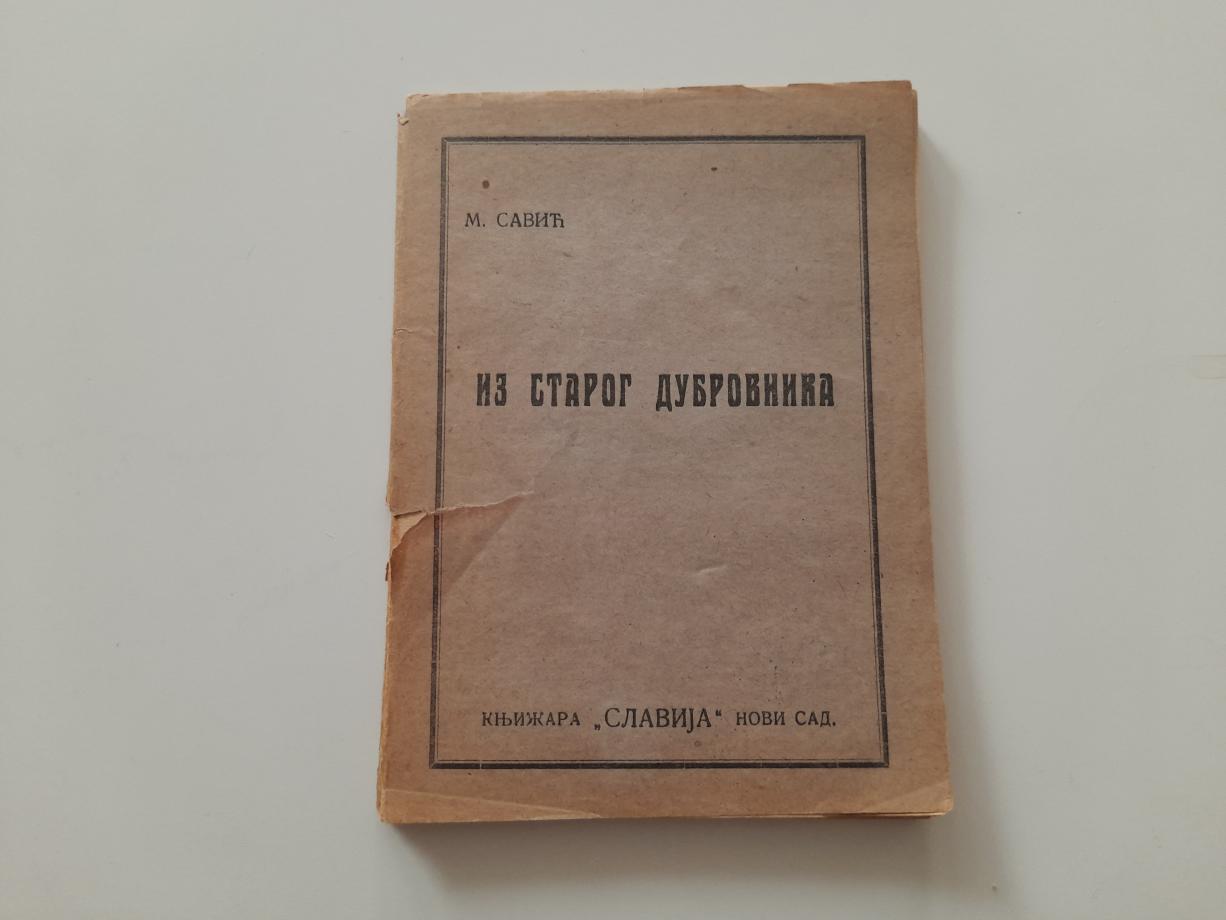 М. САВИЋ
ИЗ СТАРОГ ДУБРОВНИКА
КЊИЖАРА „СЛАВИЈА“ НОВИ САД.